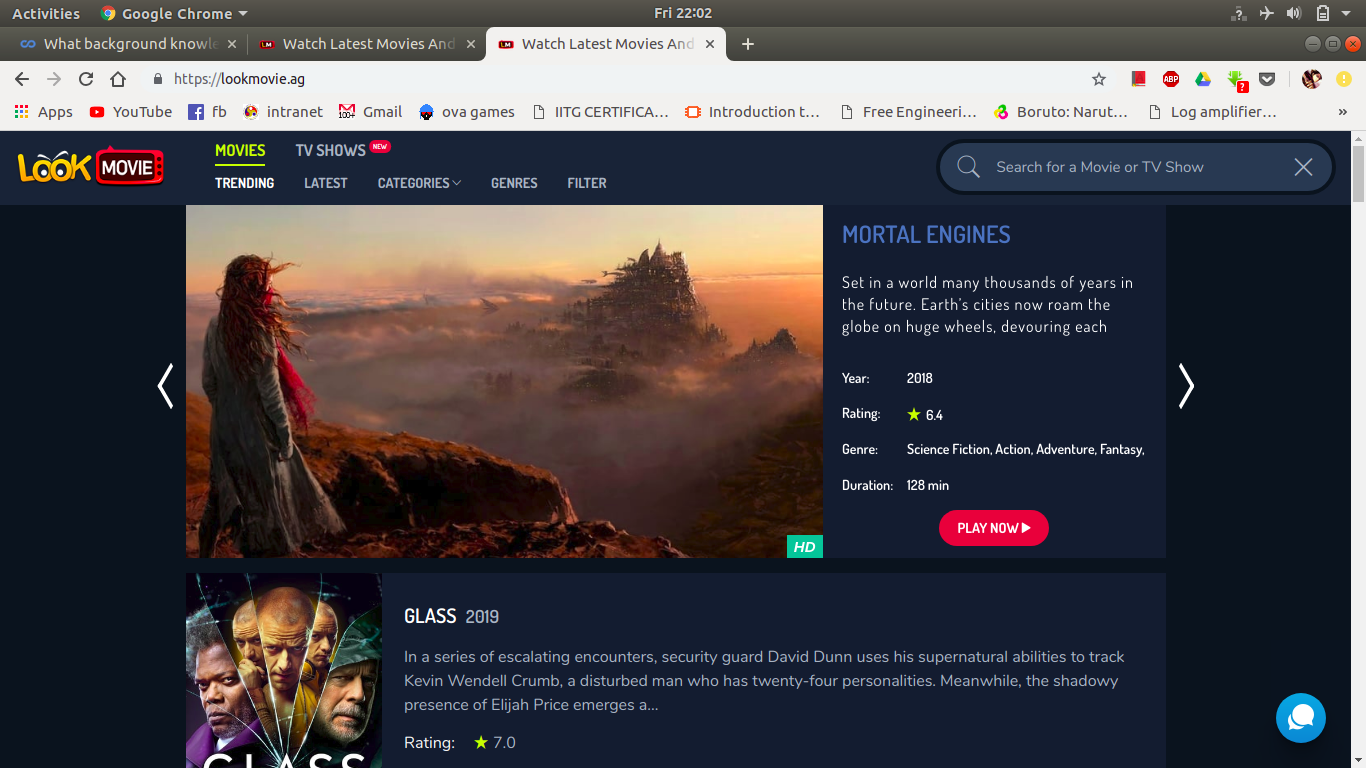 Activities
Google Chrome
Fri 22:02
What background knowle
Watch Latest Movies And
Watch Latest Movies And
https://lookmovie.ag
ABP
?
Apps
YouTube
fb
intranet
100+
Gmail
ova games
IITG CERTIFICA...
Introduction t...
Free Engineeri...
Boruto: Narut...
Log amplifier...
»
LOOK MOVIE
MOVIES
TV SHOWS NEW
TRENDING
LATEST
CATEGORIES
GENRES
FILTER
Search for a Movie or TV Show
MORTAL ENGINES
Set in a world many thousands of years in
the future. Earth's cities now roam the
globe on huge wheels, devouring each
Year: 2018
Rating: ★ 6.4
Genre: Science Fiction, Action, Adventure, Fantasy,
Duration: 128 min
PLAY NOW
HD
GLASS 2019
In a series of escalating encounters, security guard David Dunn uses his supernatural abilities to track
Kevin Wendell Crumb, a disturbed man who has twenty-four personalities. Meanwhile, the shadowy
presence of Elijah Price emerges a...
Rating: ★ 7.0
GLASS